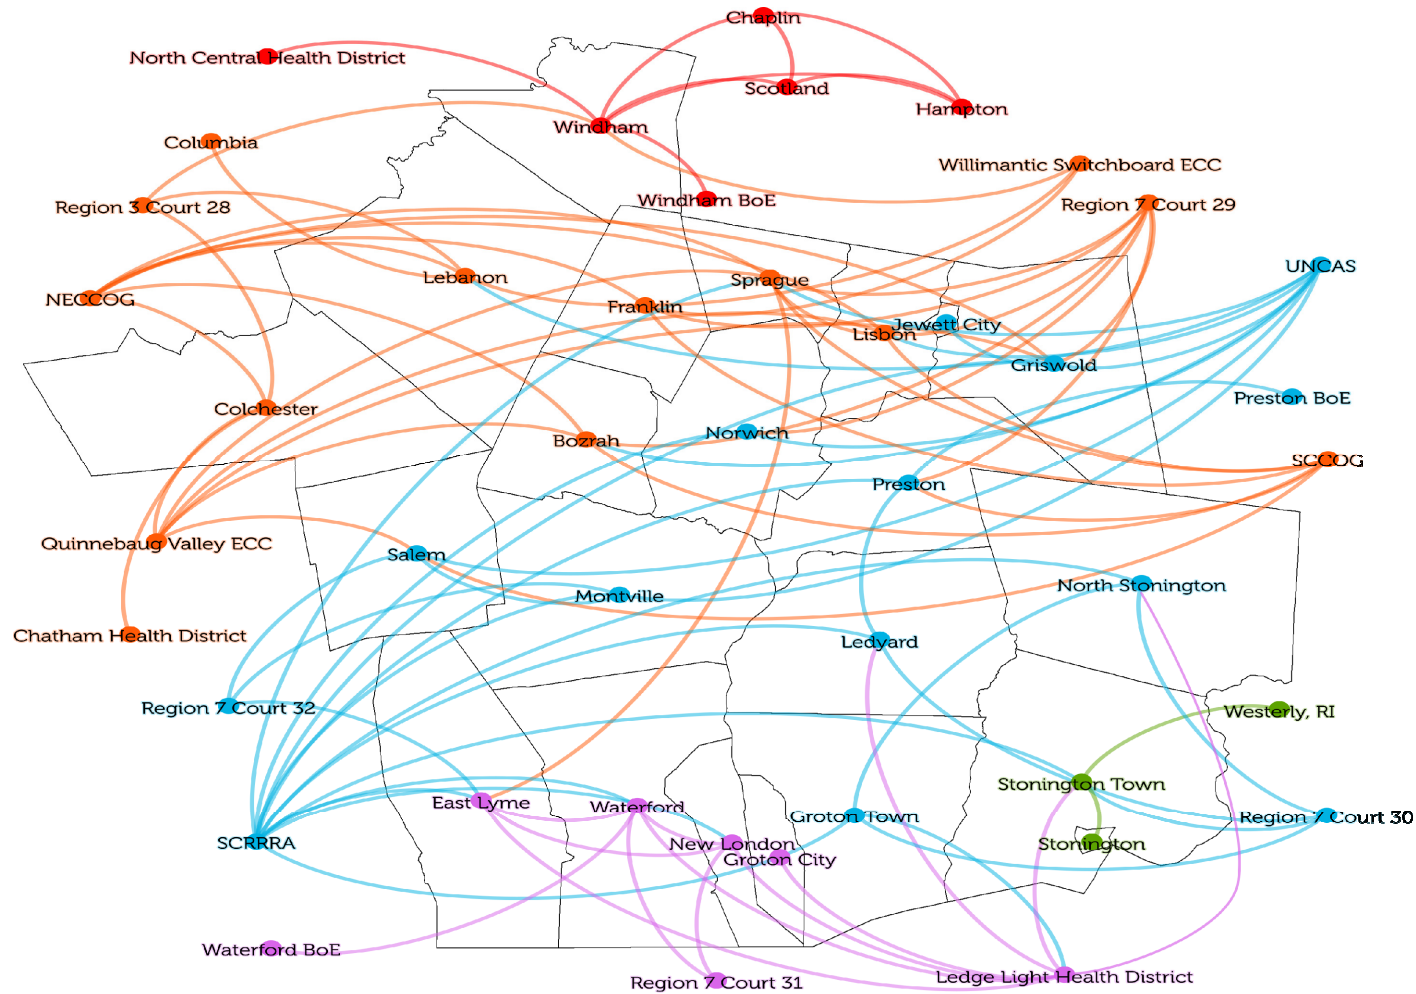 Chaplin
North Central Health District
Scotland
Hampton
Windham
Columbia
Willimantic Switchboard ECC
Windham BoE
Region 3 Court 28
Region 7 Court 29
UNCAS
Lebanon
Sprague
NECCOG
Franklin
Jewett City
Lisbon
Griswold
Preston BoE
Colchester
Norwich
Bozrah
SCCOG
Preston
Quinnebaug Valley ECC
Salem
North Stonington
Montville
Chatham Health District
Ledyard
Region 7 Court 32
Westerly, RI
Stonington Town
East Lyme
Waterford
Groton Town
Region 7 Court 30
SCRRRA
New London
Stonington
Groton City
Waterford BoE
Ledge Light Health District
Region 7 Court 31